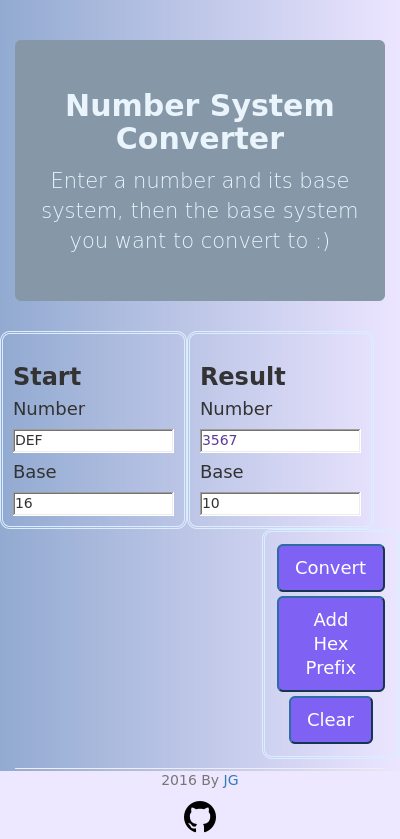 Number System
Converter
Enter a number and its base
system, then the base system
you want to convert to :)
Start
Number
DEF
Base
16
Result
Number
3567
Base
10
Convert
Add
Hex
Prefix
Clear
2016 By JG